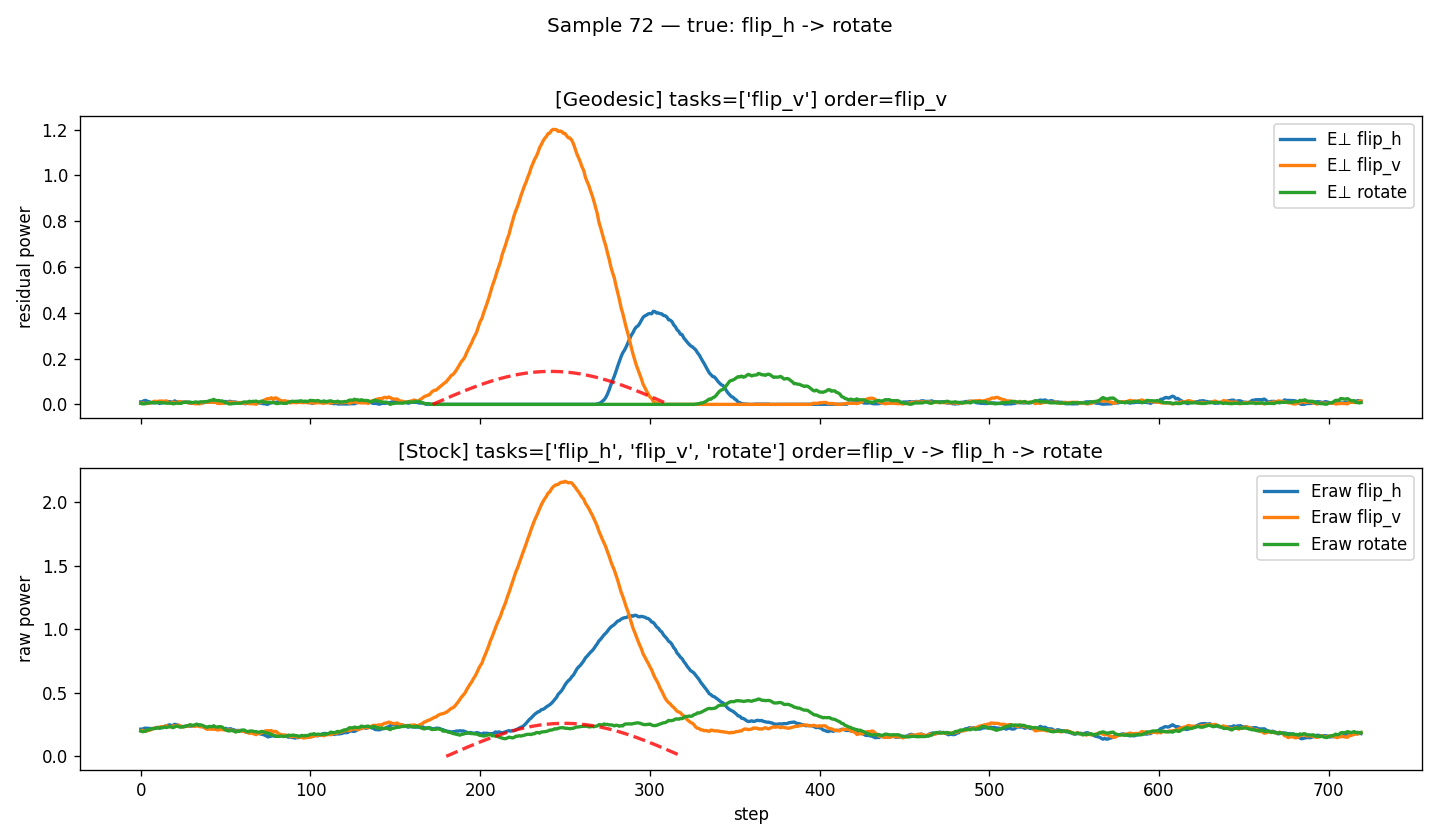 Sample 72 — true: flip_h -> rotate
[Geodesic] tasks=['flip_v'] order=flip_v
1.2
1.0
0.8
0.6
0.4
0.2
0.0
residual power
E⊥ flip_h
E⊥ flip_v
E⊥ rotate
[Stock] tasks=['flip_h', 'flip_v', 'rotate'] order=flip_v -> flip_h -> rotate
2.0
1.5
1.0
0.5
0.0
raw power
Eraw flip_h
Eraw flip_v
Eraw rotate
0 100 200 300 400 500 600 700
step